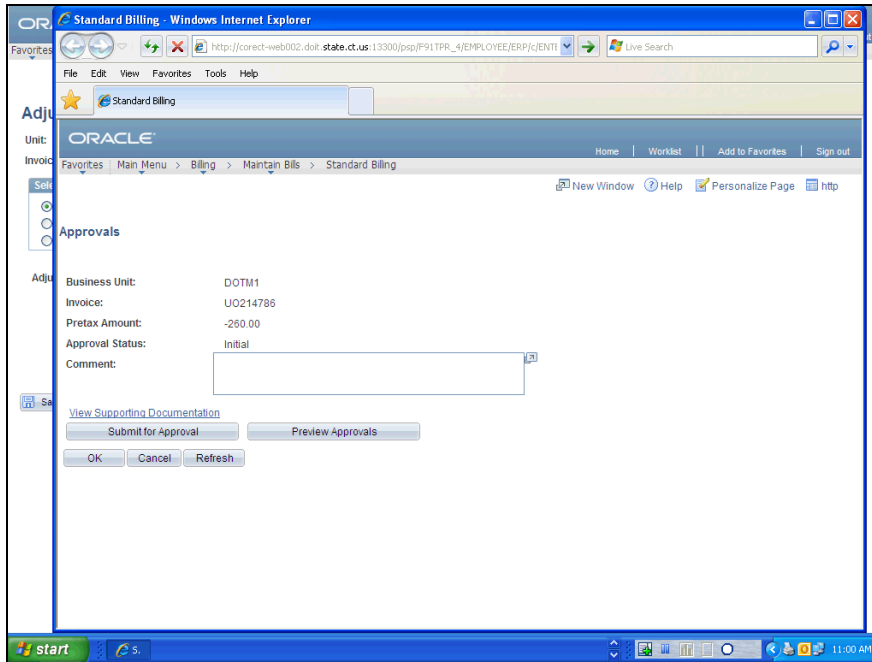 OR
Standard Billing - Windows Internet Explorer
Favorites
http://corect-web002.doit.state.ct.us:13300/psp/F91TPR_4/EMPLOYEE/ERP/c/ENTI
Live Search
File Edit View Favorites Tools Help
Standard Billing
Adju
Unit:
Invoic
Sele
Adju
Sa
ORACLE
Home | Worklist || Add to Favorites | Sign out
Favorites | Main Menu > Billing > Maintain Bills > Standard Billing
New Window Help Personalize Page http
Approvals
Business Unit: DOTM1
Invoice: UO214786
Pretax Amount: -260.00
Approval Status: Initial
Comment:
View Supporting Documentation
Submit for Approval Preview Approvals
OK Cancel Refresh
start S. 11:00 AM